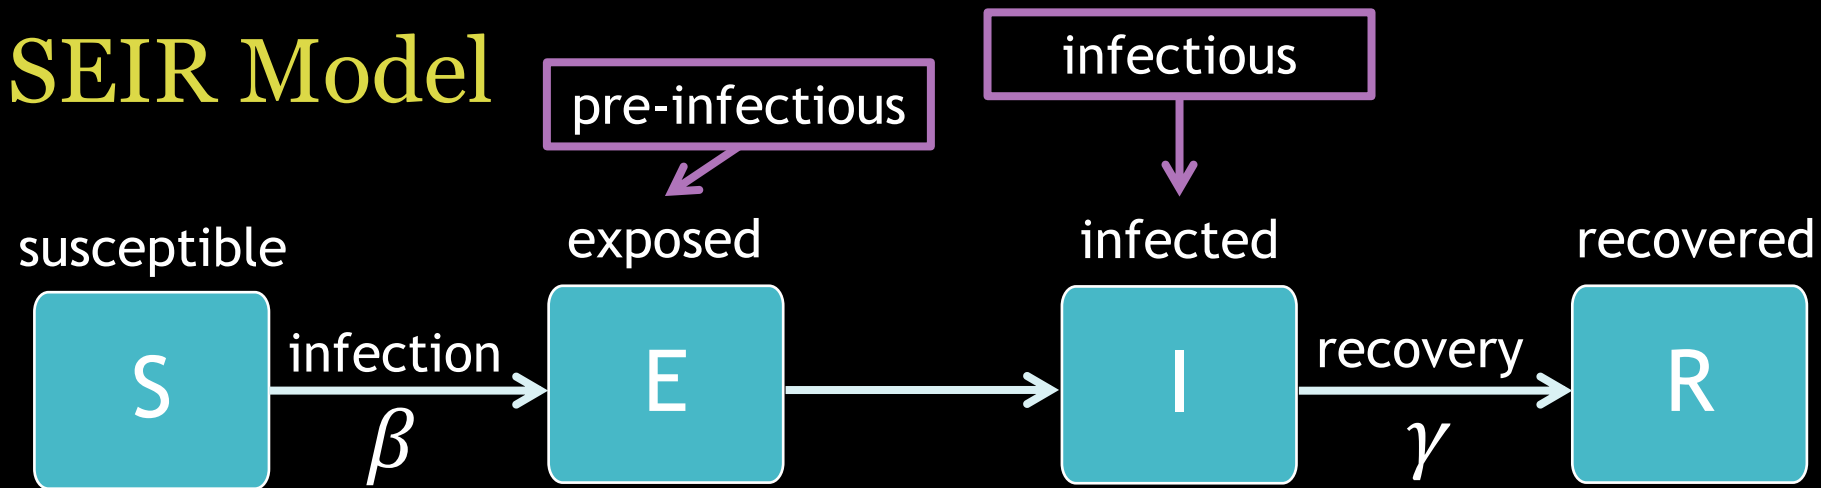 SEIR Model
pre-infectious
infectious
susceptible
exposed
infected
recovered
S
infection
β
E
I
recovery
γ
R